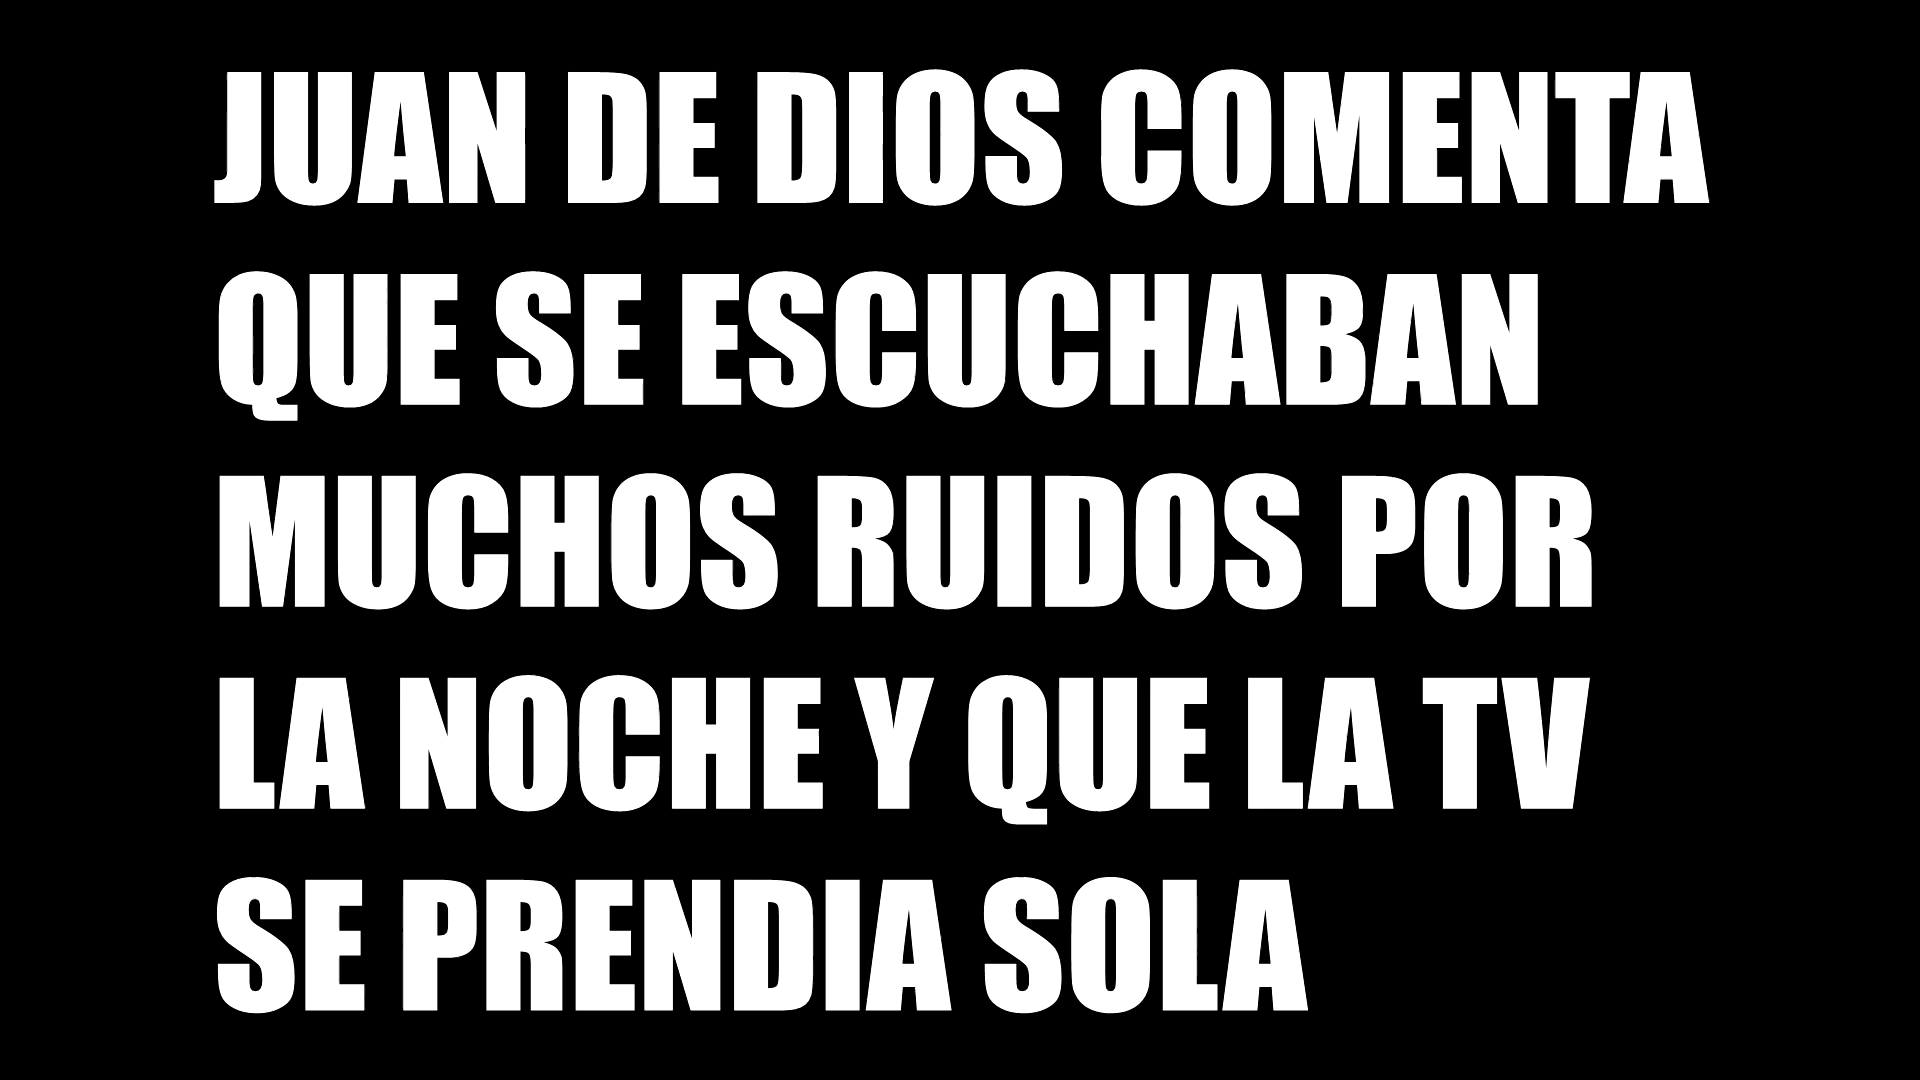 JUAN DE DIOS COMENTA
QUE SE ESCUCHABAN
MUCHOS RUIDOS POR
LA NOCHE Y QUE LA TV
SE PRENDIA SOLA